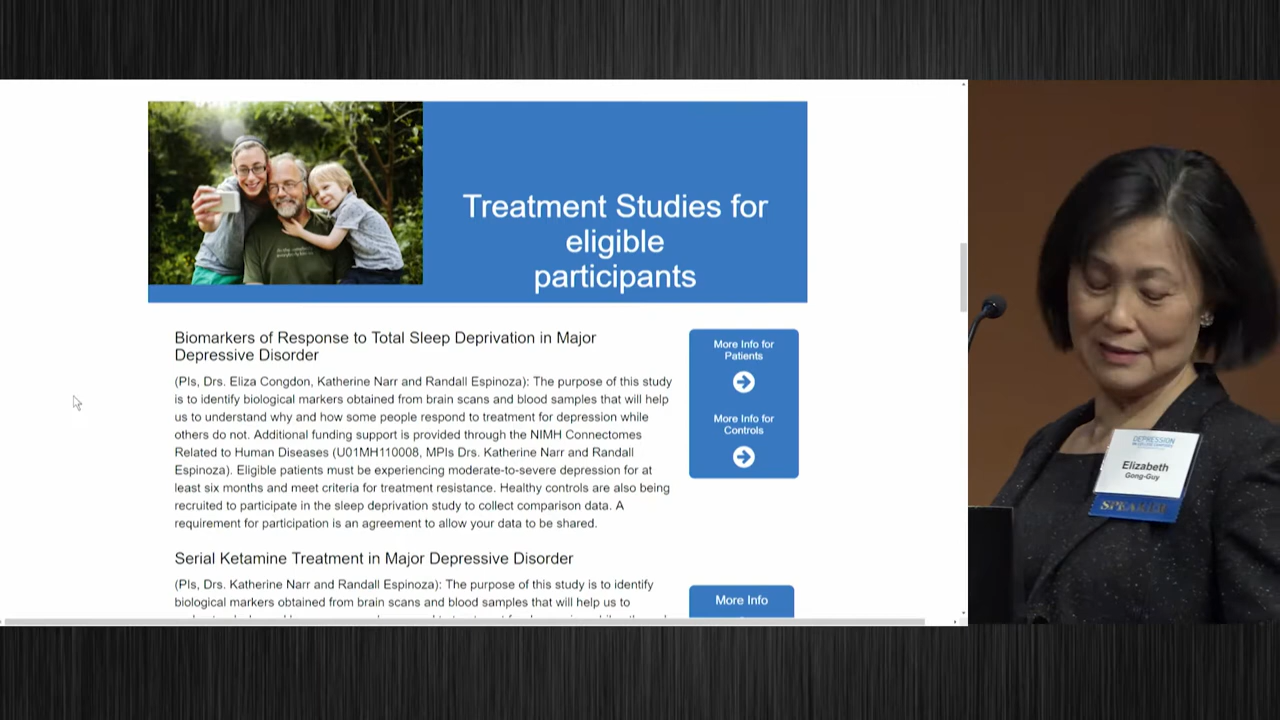 Treatment Studies for
eligible
participants
Biomarkers of Response to Total Sleep Deprivation in Major
Depressive Disorder
(PIs, Drs. Eliza Congdon, Katherine Narr and Randall Espinoza): The purpose of this study
is to identify biological markers obtained from brain scans and blood samples that will help
us to understand why and how some people respond to treatment for depression while
others do not. Additional funding support is provided through the NIMH Connectomes
Related to Human Diseases (U01MH110008, MPIs Drs. Katherine Narr and Randall
Espinoza). Eligible patients must be experiencing moderate-to-severe depression for at
least six months and meet criteria for treatment resistance. Healthy controls are also being
recruited to participate in the sleep deprivation study to collect comparison data. A
requirement for participation is an agreement to allow your data to be shared.
More Info for
Patients
More Info for
Controls
Serial Ketamine Treatment in Major Depressive Disorder
(PIs, Drs. Katherine Narr and Randall Espinoza): The purpose of this study is to identify
biological markers obtained from brain scans and blood samples that will help us to
More Info
DEPRESSION
Elizabeth
Gong-Guy
SPEAKER